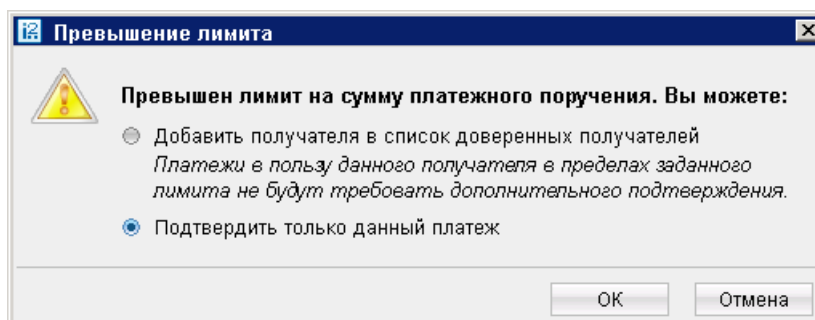 Превышение лимита
Превышен лимит на сумму платежного поручения. Вы можете:
Добавить получателя в список доверенных получателей
Платежи в пользу данного получателя в пределах заданного
лимита не будут требовать дополнительного подтверждения.
Подтвердить только данный платеж
ОК Отмена